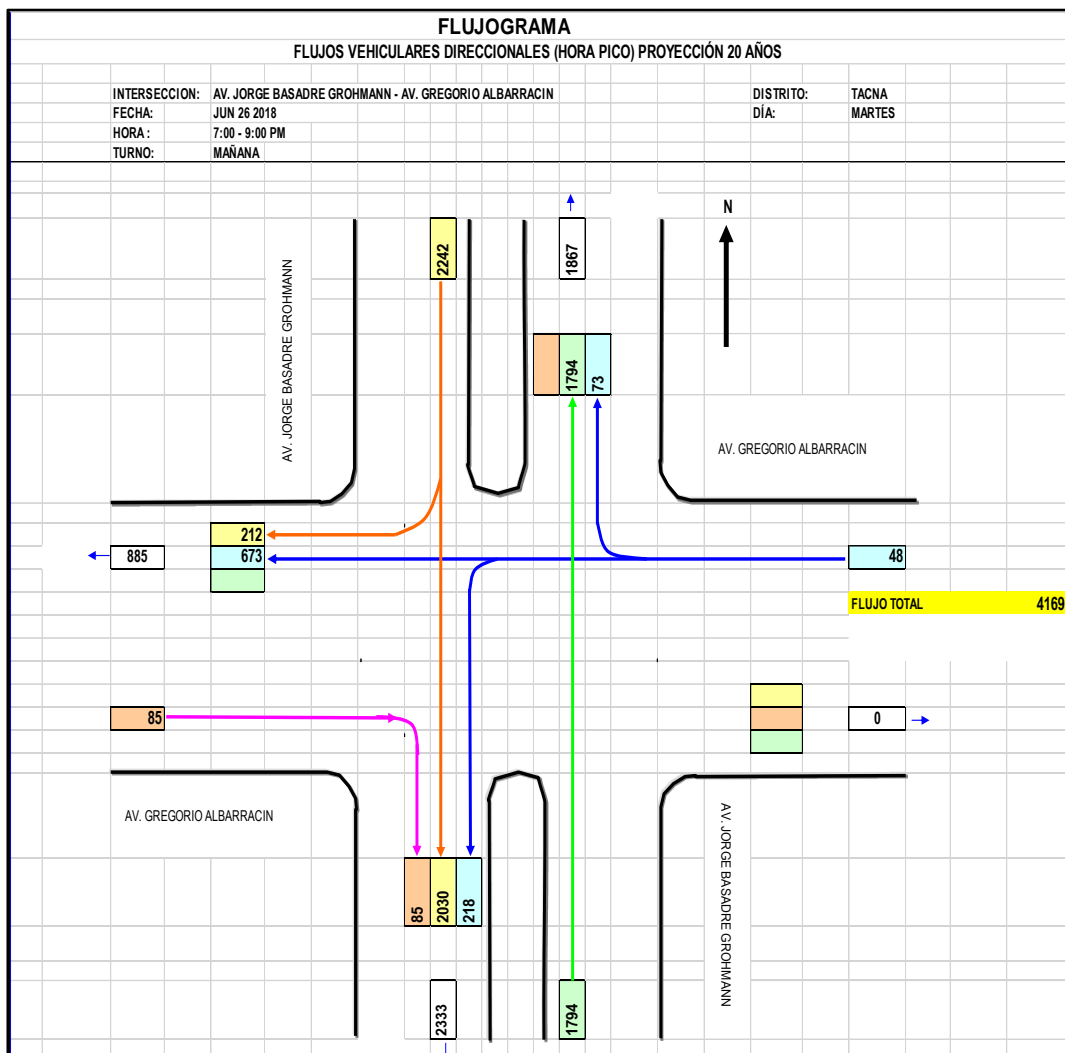 FLUJOGRAMA
FLUJOS VEHICULARES DIRECCIONALES (HORA PICO) PROYECCIÓN 20 AÑOS
INTERSECCION: AV. JORGE BASADRE GROHMANN - AV. GREGORIO ALBARRACIN DISTRITO: TACNA
FECHA: JUN 26 2018 DÍA: MARTES
HORA : 7:00 - 9:00 PM
TURNO: MAÑANA
N
2242
1867
AV. JORGE BASADRE GROHMANN
1794
73
AV. GREGORIO ALBARRACIN
212
885
673
48
FLUJO TOTAL 4169
85
0
AV. GREGORIO ALBARRACIN
AV. JORGE BASADRE GROHMANN
85
2030
218
2333
1794